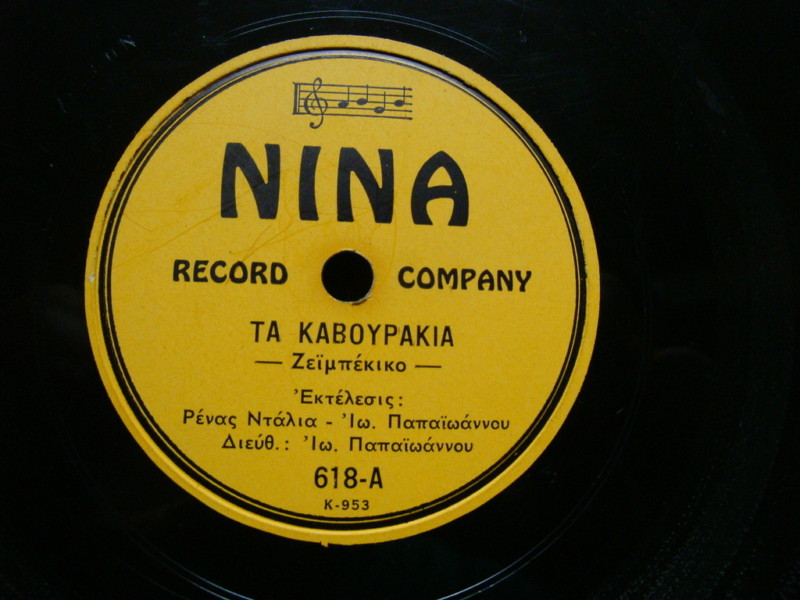 NINA
RECORD COMPANY
ΤΑ ΚΑΒΟΥΡΑΚΙΑ
— Ζεϊμπέκικο —
Ἐκτέλεσις:
Ρένας Ντάλια - Ἰω. Παπαϊωάννου
Διεύθ.: Ἰω. Παπαϊωάννου
618-A
K-953